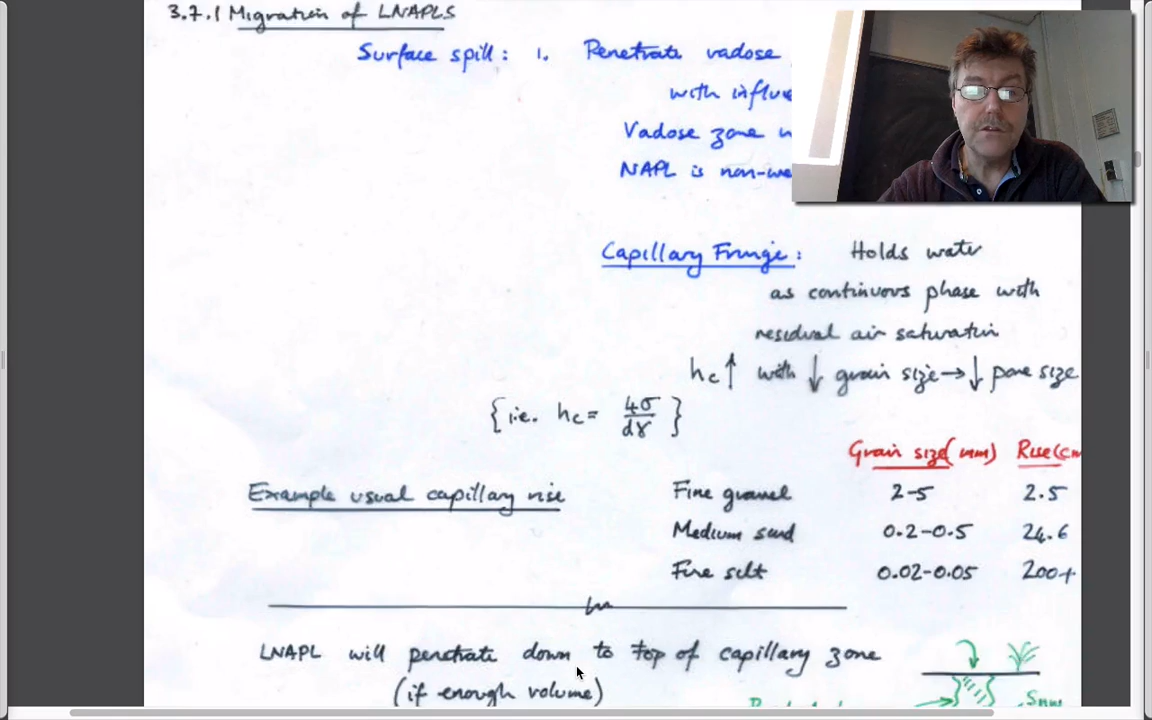 3.7.1 Migration of LNAPLS
Surface spill: 1. Penetrate vadose
with influe
Vadose zone w
NAPL is non-we
Capillary Fringe: Holds water
as continuous phase with
residual air saturation
hc↑ with ↓ grain size → ↓ pore size
{i.e. hc = 4σ/dγ}
Grain size (mm) Rise (cm
Example usual capillary rise Fine gravel 2-5 2.5
Medium sand 0.2-0.5 24.6
Fine silt 0.02-0.05 200+
LNAPL will penetrate down to top of capillary zone
(if enough volume)